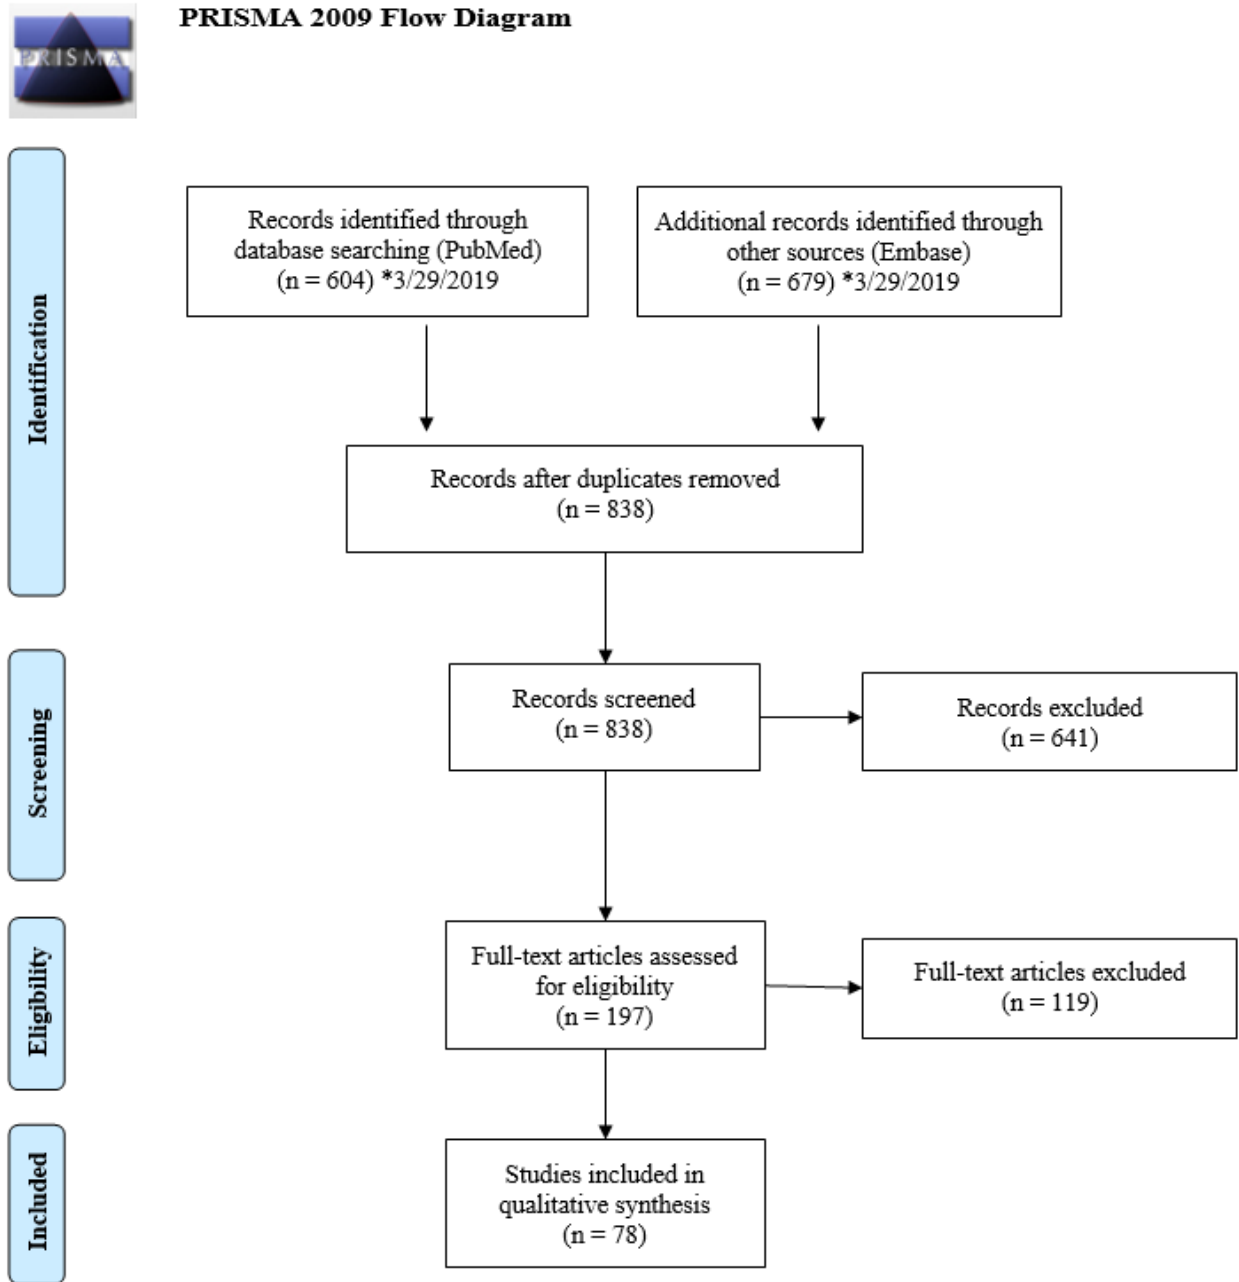 PRISMA 2009 Flow Diagram
PRISMA
Identification
Records identified through
database searching (PubMed)
(n = 604) *3/29/2019
Additional records identified through
other sources (Embase)
(n = 679) *3/29/2019
Records after duplicates removed
(n = 838)
Screening
Records screened
(n = 838)
Records excluded
(n = 641)
Eligibility
Full-text articles assessed
for eligibility
(n = 197)
Full-text articles excluded
(n = 119)
Included
Studies included in
qualitative synthesis
(n = 78)